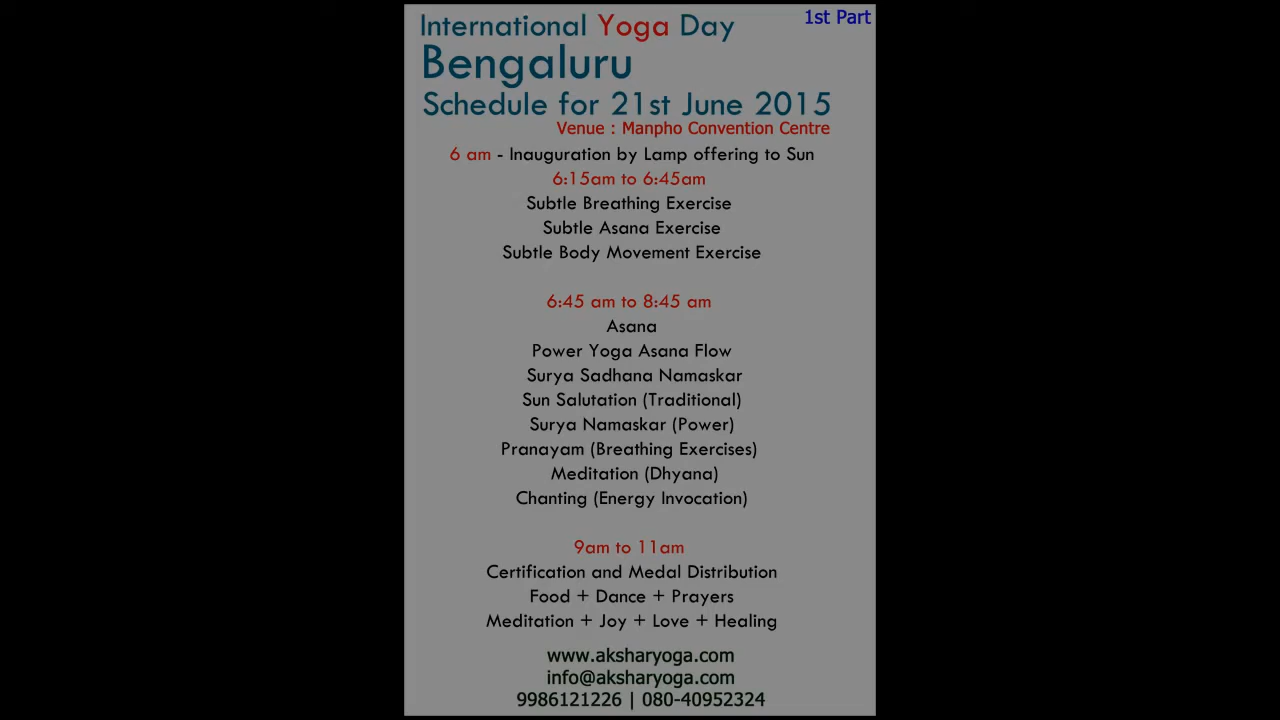 1st Part
International Yoga Day
Bengaluru
Schedule for 21st June 2015
Venue : Manpho Convention Centre
6 am - Inauguration by Lamp offering to Sun
6:15am to 6:45am
Subtle Breathing Exercise
Subtle Asana Exercise
Subtle Body Movement Exercise
6:45 am to 8:45 am
Asana
Power Yoga Asana Flow
Surya Sadhana Namaskar
Sun Salutation (Traditional)
Surya Namaskar (Power)
Pranayam (Breathing Exercises)
Meditation (Dhyana)
Chanting (Energy Invocation)
9am to 11am
Certification and Medal Distribution
Food + Dance + Prayers
Meditation + Joy + Love + Healing
www.aksharyoga.com
info@aksharyoga.com
9986121226 | 080-40952324